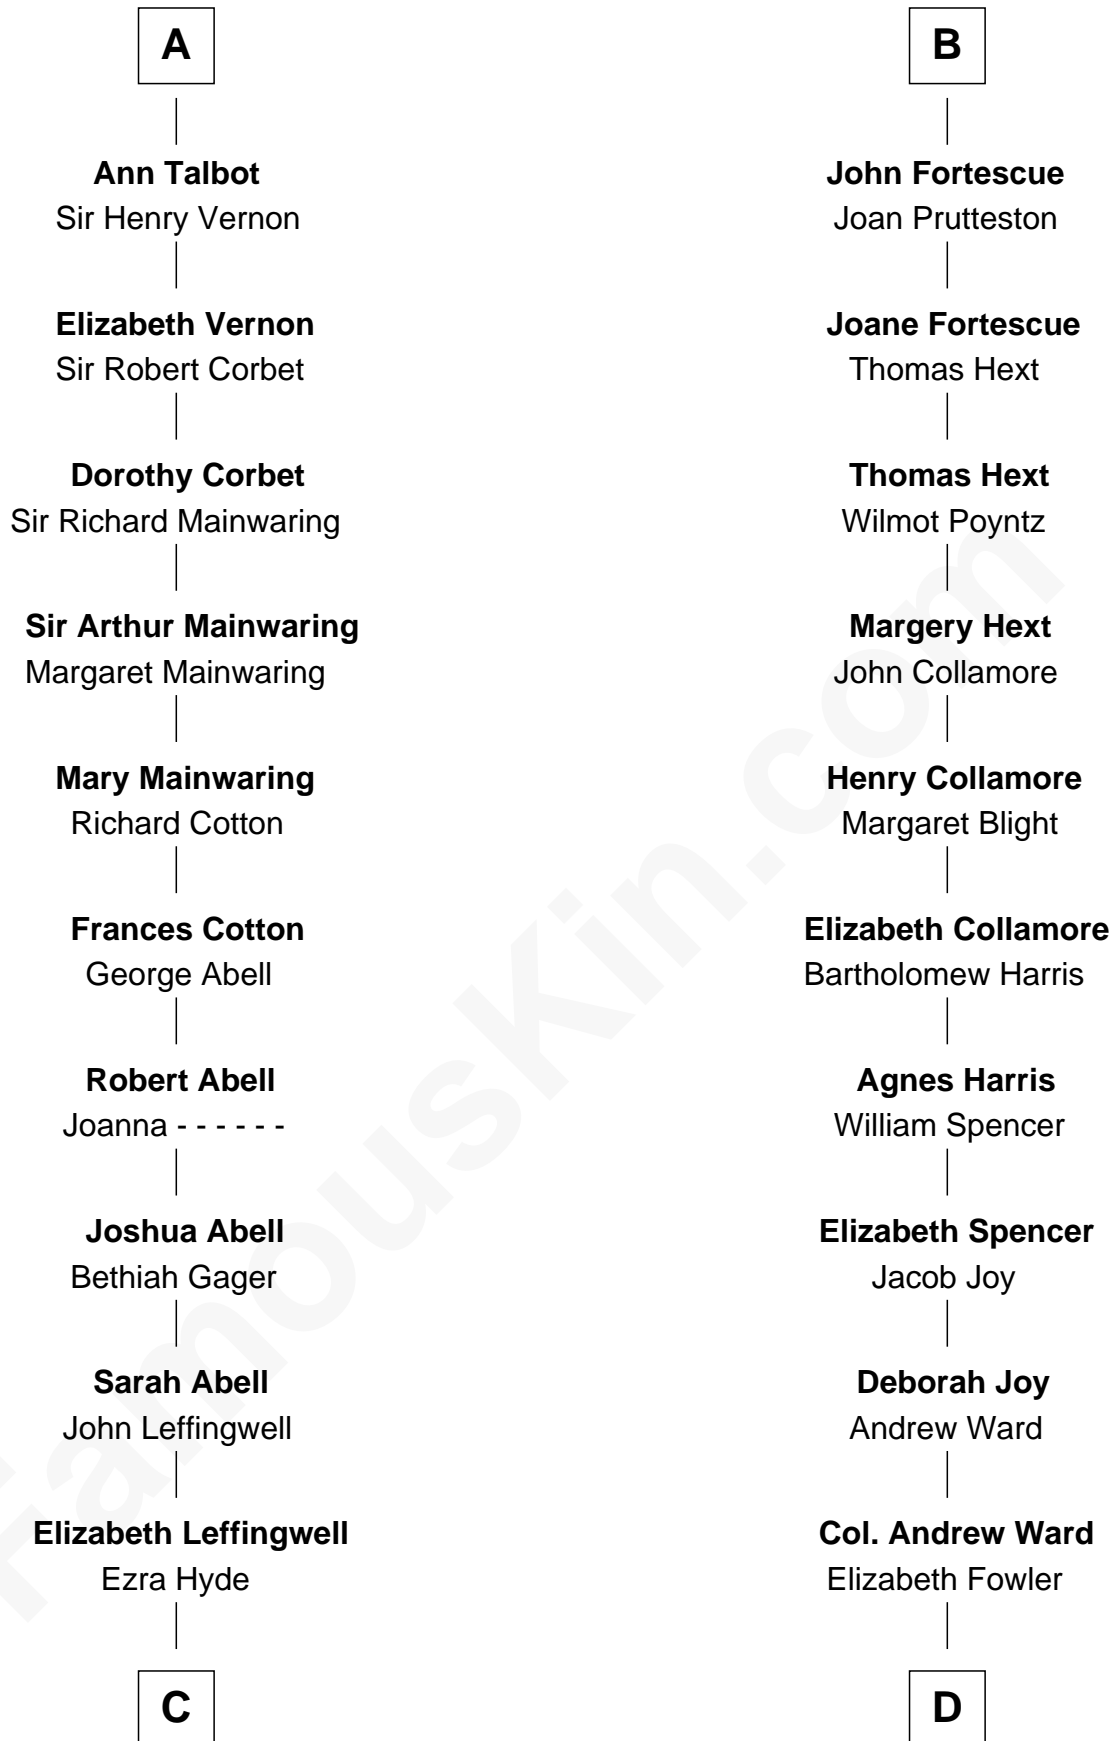 A
Ann Talbot
Sir Henry Vernon
Elizabeth Vernon
Sir Robert Corbet
Dorothy Corbet
Sir Richard Mainwaring
Sir Arthur Mainwaring
Margaret Mainwaring
Mary Mainwaring
Richard Cotton
Frances Cotton
George Abell
Robert Abell
Joanna - - - - - -
Joshua Abell
Bethiah Gager
Sarah Abell
John Leffingwell
Elizabeth Leffingwell
Ezra Hyde
C
B
John Fortescue
Joan Prutteston
Joane Fortescue
Thomas Hext
Thomas Hext
Wilmot Poyntz
Margery Hext
John Collamore
Henry Collamore
Margaret Blight
Elizabeth Collamore
Bartholomew Harris
Agnes Harris
William Spencer
Elizabeth Spencer
Jacob Joy
Deborah Joy
Andrew Ward
Col. Andrew Ward
Elizabeth Fowler
D
FamousKin.com